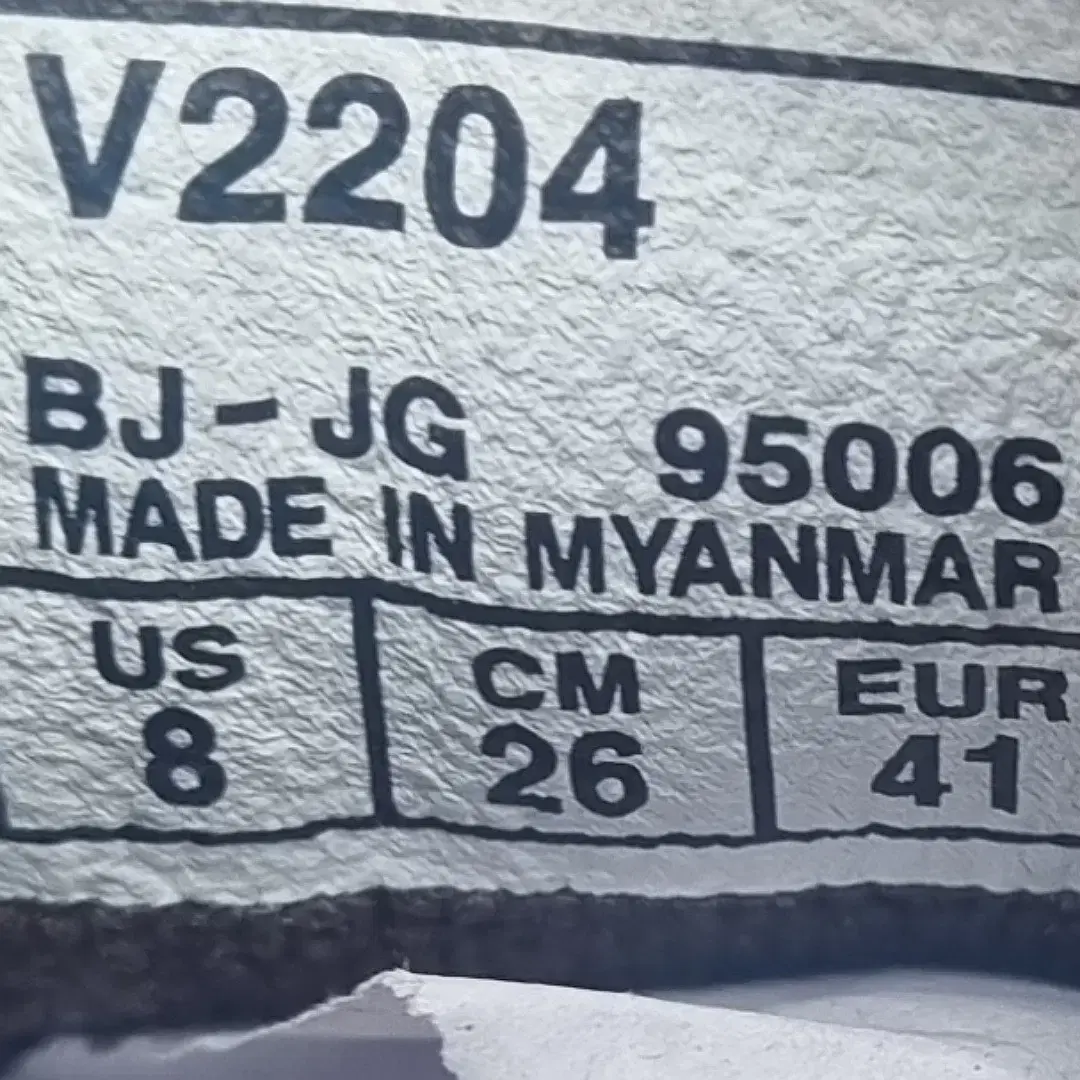 V2204
BJ-JG 95006
MADE IN MYANMAR
US CM EUR
8 26 41